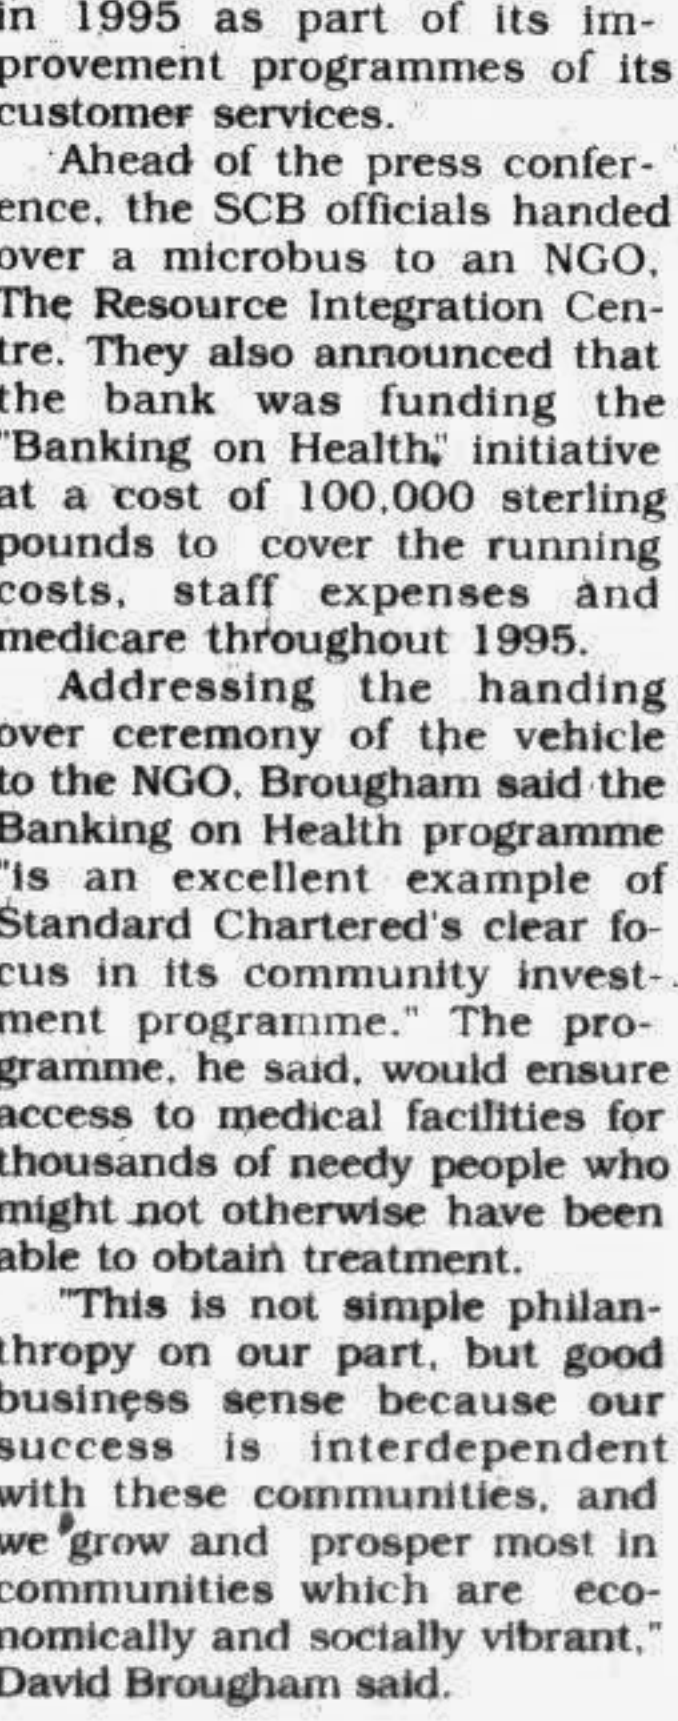 in 1995 as part of its im-
provement programmes of its
customer services.
Ahead of the press confer-
ence, the SCB officials handed
over a microbus to an NGO,
The Resource Integration Cen-
tre. They also announced that
the bank was funding the
"Banking on Health," initiative
at a cost of 100,000 sterling
pounds to cover the running
costs, staff expenses and
medicare throughout 1995.
Addressing the handing
over ceremony of the vehicle
to the NGO, Brougham said the
Banking on Health programme
"is an excellent example of
Standard Chartered's clear fo-
cus in its community invest-
ment programme." The pro-
gramme, he said, would ensure
access to medical facilities for
thousands of needy people who
might not otherwise have been
able to obtain treatment.
"This is not simple philan-
thropy on our part, but good
business sense because our
success is interdependent
with these communities, and
we grow and prosper most in
communities which are eco-
nomically and socially vibrant,"
David Brougham said.